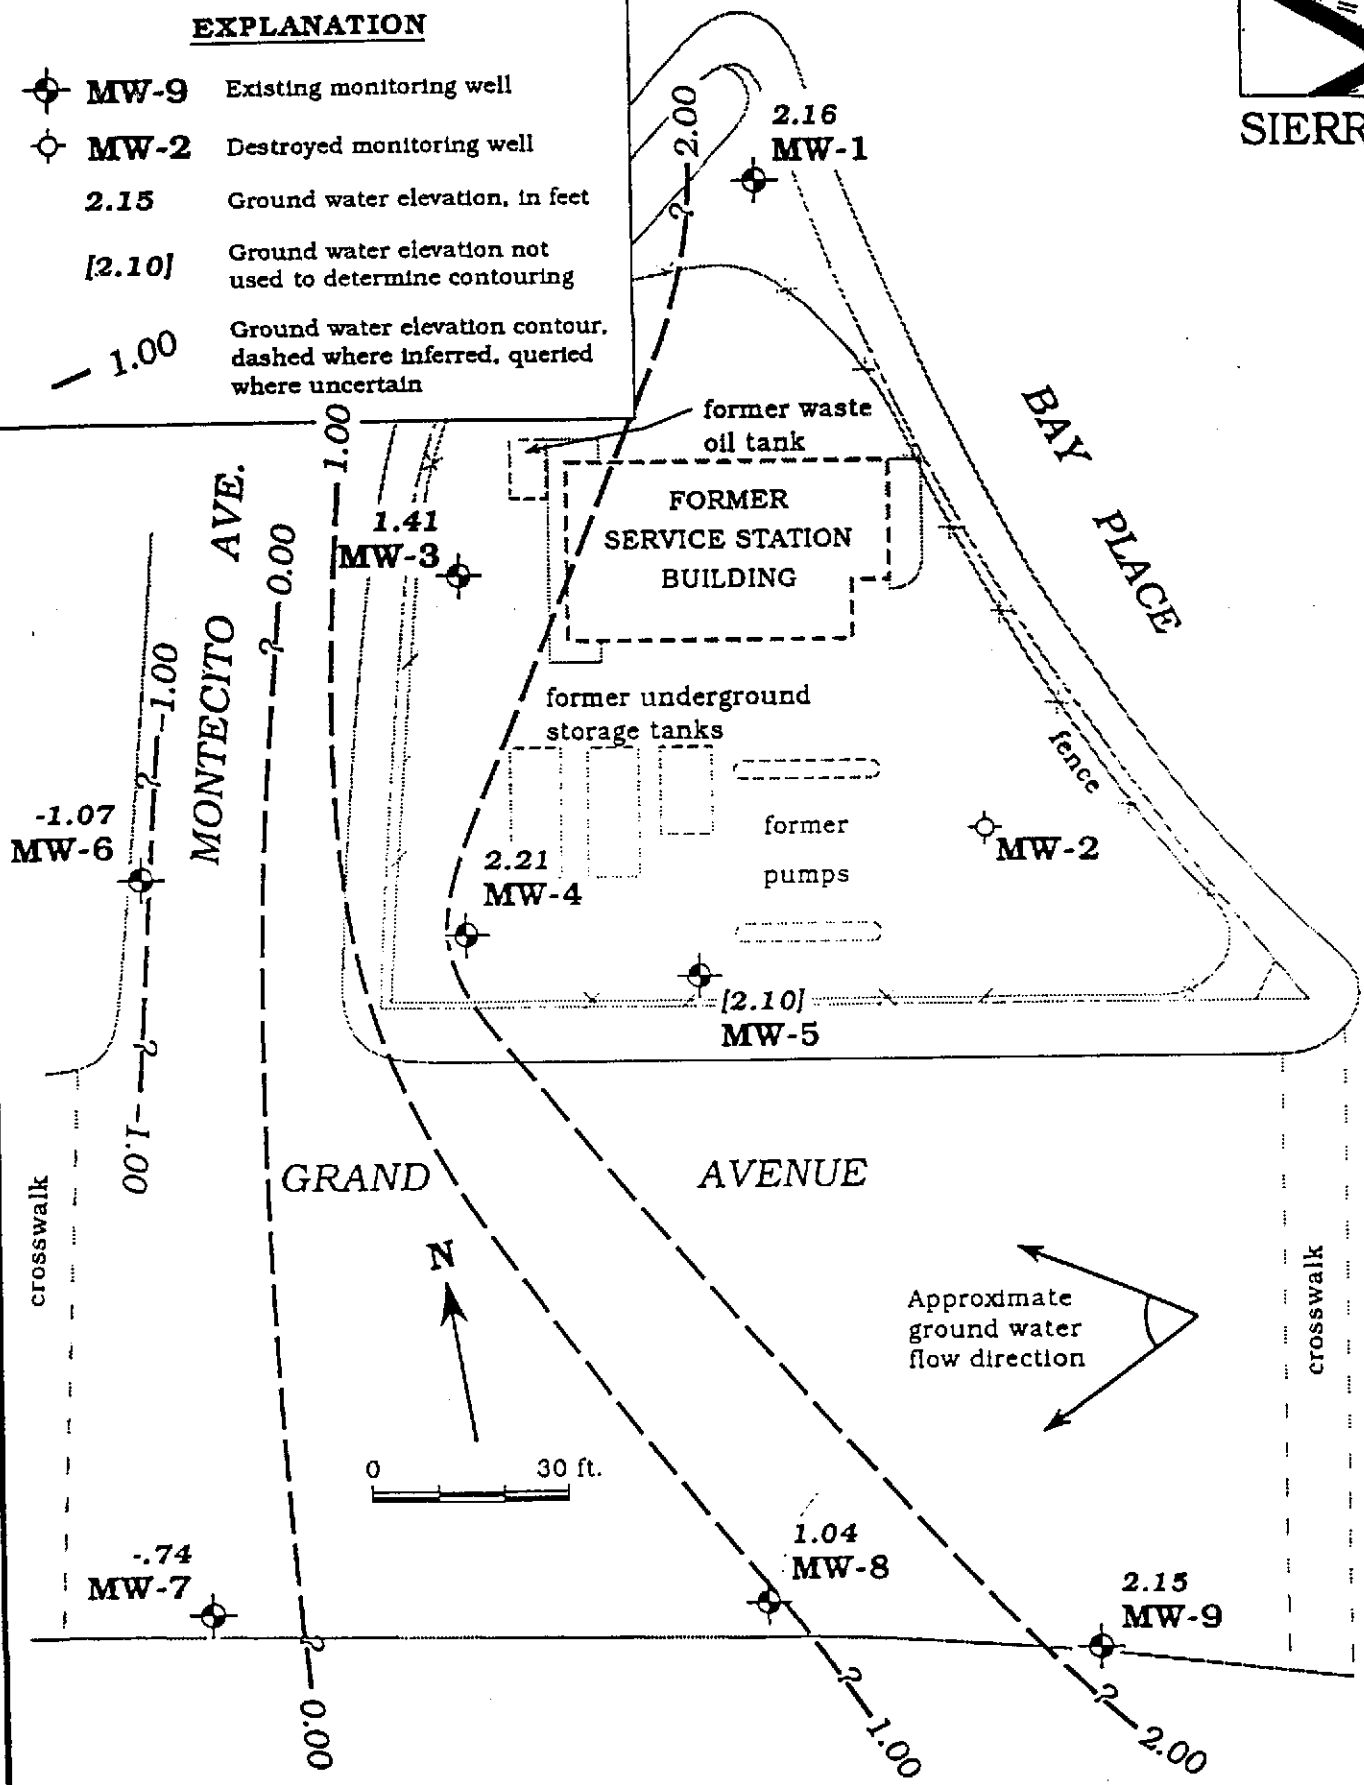 EXPLANATION
MW-9 Existing monitoring well
MW-2 Destroyed monitoring well
2.15 Ground water elevation, in feet
[2.10] Ground water elevation not
used to determine contouring
1.00 Ground water elevation contour,
dashed where inferred, queried
where uncertain
SIERR
2.00
?
2.16
MW-1
BAY PLACE
former waste
oil tank
FORMER
SERVICE STATION
BUILDING
1.00
1.41
MW-3
MONTECITO AVE.
0.00
?
-1.00
?
former underground
storage tanks
fence
-1.07
MW-6
2.21
MW-4
former
pumps
MW-2
[2.10]
MW-5
?
-1.00
GRAND AVENUE
crosswalk
N
Approximate
ground water
flow direction
crosswalk
0 30 ft.
-.74
MW-7
1.04
MW-8
2.15
MW-9
?
0.00
?
1.00
?
2.00